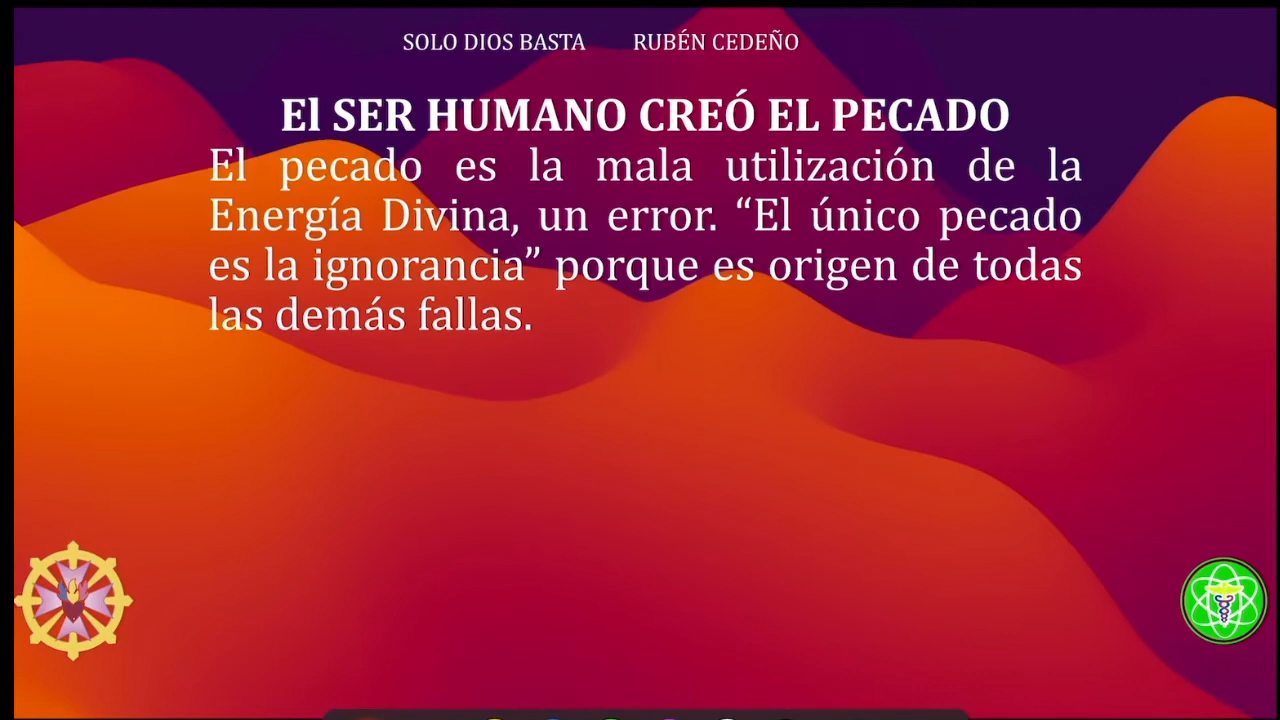 SOLO DIOS BASTA RUBÉN CEDEÑO
El SER HUMANO CREÓ EL PECADO
El pecado es la mala utilización de la
Energía Divina, un error. “El único pecado
es la ignorancia” porque es origen de todas
las demás fallas.